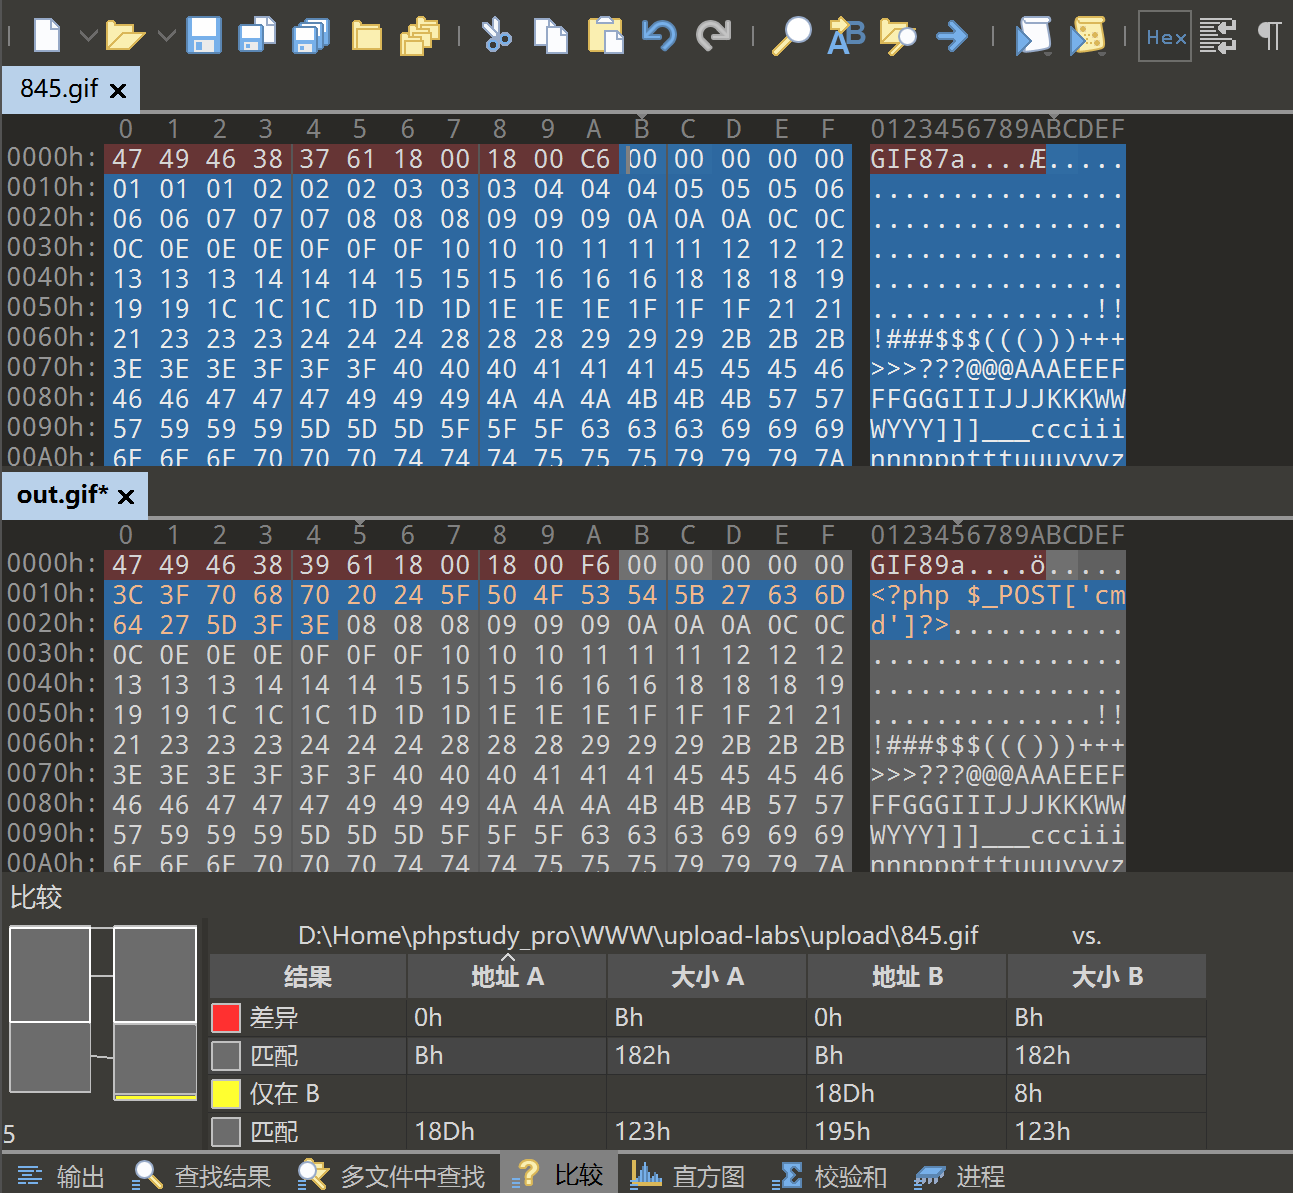 Hex
845.gif
0 1 2 3 4 5 6 7 8 9 A B C D E F 0123456789ABCDEF
0000h: 47 49 46 38 37 61 18 00 18 00 C6 00 00 00 00 00 GIF87a....Æ.....
0010h: 01 01 01 02 02 02 03 03 03 04 04 04 05 05 05 06 ................
0020h: 06 06 07 07 07 08 08 08 09 09 09 0A 0A 0A 0C 0C ................
0030h: 0C 0E 0E 0E 0F 0F 0F 10 10 10 11 11 11 12 12 12 ................
0040h: 13 13 13 14 14 14 15 15 15 16 16 16 18 18 18 19 ................
0050h: 19 19 1C 1C 1C 1D 1D 1D 1E 1E 1E 1F 1F 1F 21 21 ..............!!
0060h: 21 23 23 23 24 24 24 28 28 28 29 29 29 2B 2B 2B !###$$$((()))+++
0070h: 3E 3E 3E 3F 3F 3F 40 40 40 41 41 41 45 45 45 46 >>>???@@@AAAEEEF
0080h: 46 46 47 47 47 49 49 49 4A 4A 4A 4B 4B 4B 57 57 FFGGGIIIJJJKKKWW
0090h: 57 59 59 59 5D 5D 5D 5F 5F 5F 63 63 63 69 69 69 WYYY]]]___ccciii
00A0h: 6E 6E 6E 70 70 70 74 74 74 75 75 75 79 79 79 7A nnnppptttuuuyyyz
out.gif*
0 1 2 3 4 5 6 7 8 9 A B C D E F 0123456789ABCDEF
0000h: 47 49 46 38 39 61 18 00 18 00 F6 00 00 00 00 00 GIF89a....ö.....
0010h: 3C 3F 70 68 70 20 24 5F 50 4F 53 54 5B 27 63 6D <?php $_POST['cm
0020h: 64 27 5D 3F 3E 08 08 08 09 09 09 0A 0A 0A 0C 0C d']?>...........
0030h: 0C 0E 0E 0E 0F 0F 0F 10 10 10 11 11 11 12 12 12 ................
0040h: 13 13 13 14 14 14 15 15 15 16 16 16 18 18 18 19 ................
0050h: 19 19 1C 1C 1C 1D 1D 1D 1E 1E 1E 1F 1F 1F 21 21 ..............!!
0060h: 21 23 23 23 24 24 24 28 28 28 29 29 29 2B 2B 2B !###$$$((()))+++
0070h: 3E 3E 3E 3F 3F 3F 40 40 40 41 41 41 45 45 45 46 >>>???@@@AAAEEEF
0080h: 46 46 47 47 47 49 49 49 4A 4A 4A 4B 4B 4B 57 57 FFGGGIIIJJJKKKWW
0090h: 57 59 59 59 5D 5D 5D 5F 5F 5F 63 63 63 69 69 69 WYYY]]]___ccciii
00A0h: 6E 6E 6E 70 70 70 74 74 74 75 75 75 79 79 79 7A nnnppptttuuuyyyz
比较
D:\Home\phpstudy_pro\WWW\upload-labs\upload\845.gif vs.
结果 地址 A 大小 A 地址 B 大小 B
差异 0h Bh 0h Bh
匹配 Bh 182h Bh 182h
仅在 B 18Dh 8h
匹配 18Dh 123h 195h 123h
5
输出 查找结果 多文件中查找 比较 直方图 校验和 进程